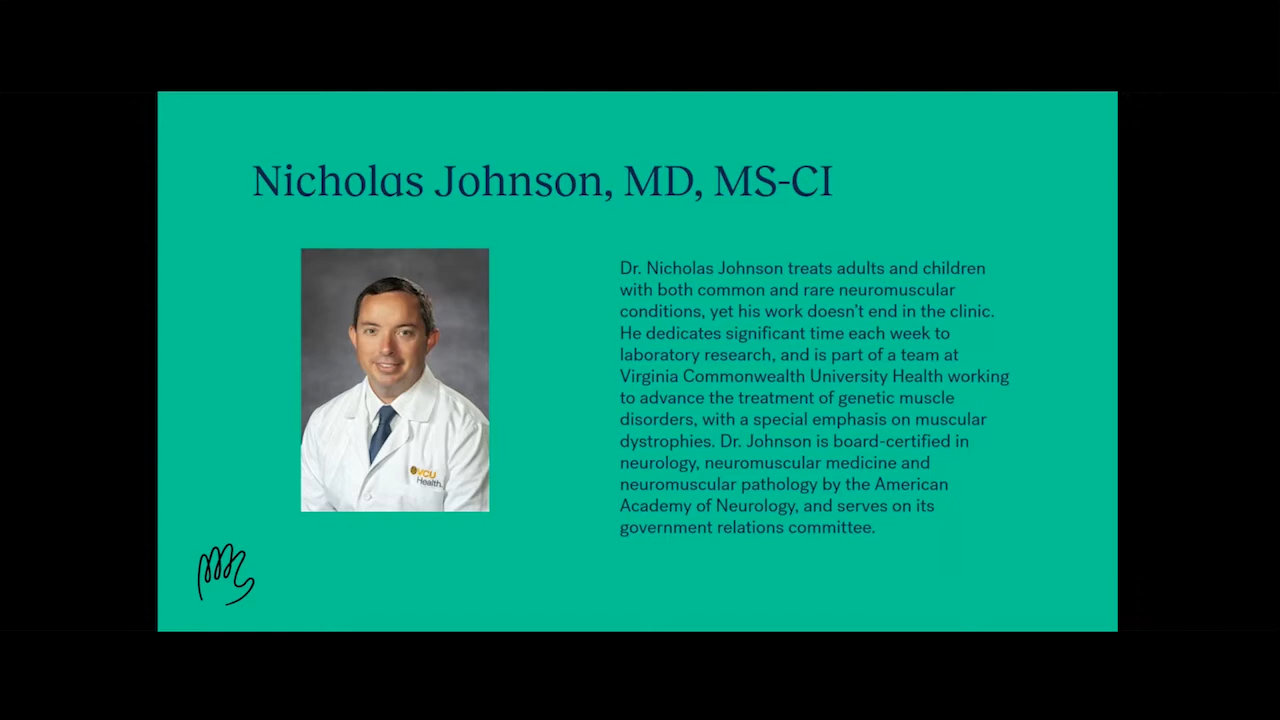 Nicholas Johnson, MD, MS-CI
Dr. Nicholas Johnson treats adults and children
with both common and rare neuromuscular
conditions, yet his work doesn't end in the clinic.
He dedicates significant time each week to
laboratory research, and is part of a team at
Virginia Commonwealth University Health working
to advance the treatment of genetic muscle
disorders, with a special emphasis on muscular
dystrophies. Dr. Johnson is board-certified in
neurology, neuromuscular medicine and
neuromuscular pathology by the American
Academy of Neurology, and serves on its
government relations committee.
VCU
Health